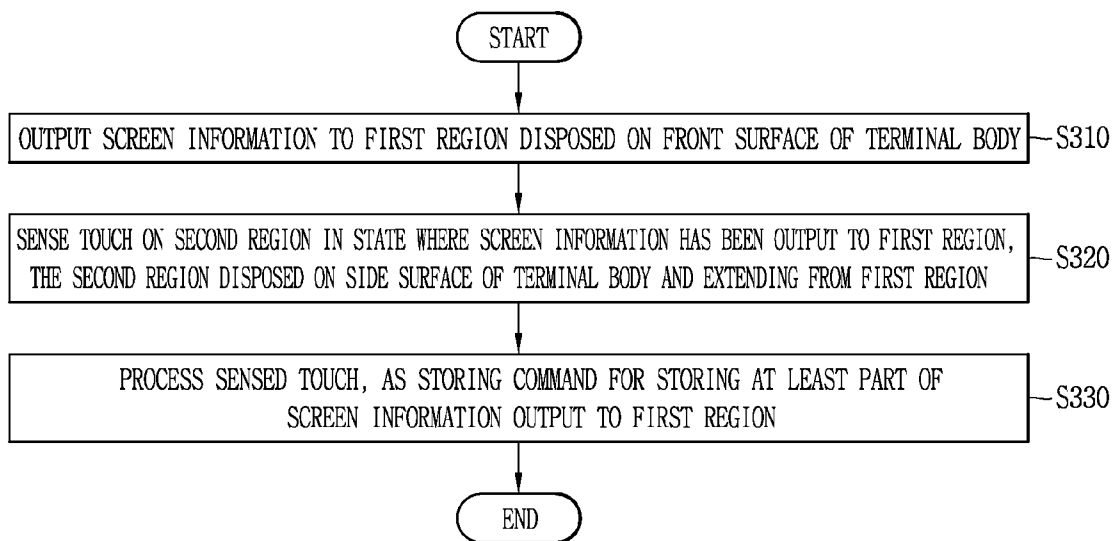 START
OUTPUT SCREEN INFORMATION TO FIRST REGION DISPOSED ON FRONT SURFACE OF TERMINAL BODY
S310
SENSE TOUCH ON SECOND REGION IN STATE WHERE SCREEN INFORMATION HAS BEEN OUTPUT TO FIRST REGION,
THE SECOND REGION DISPOSED ON SIDE SURFACE OF TERMINAL BODY AND EXTENDING FROM FIRST REGION
S320
PROCESS SENSED TOUCH, AS STORING COMMAND FOR STORING AT LEAST PART OF
SCREEN INFORMATION OUTPUT TO FIRST REGION
S330
END